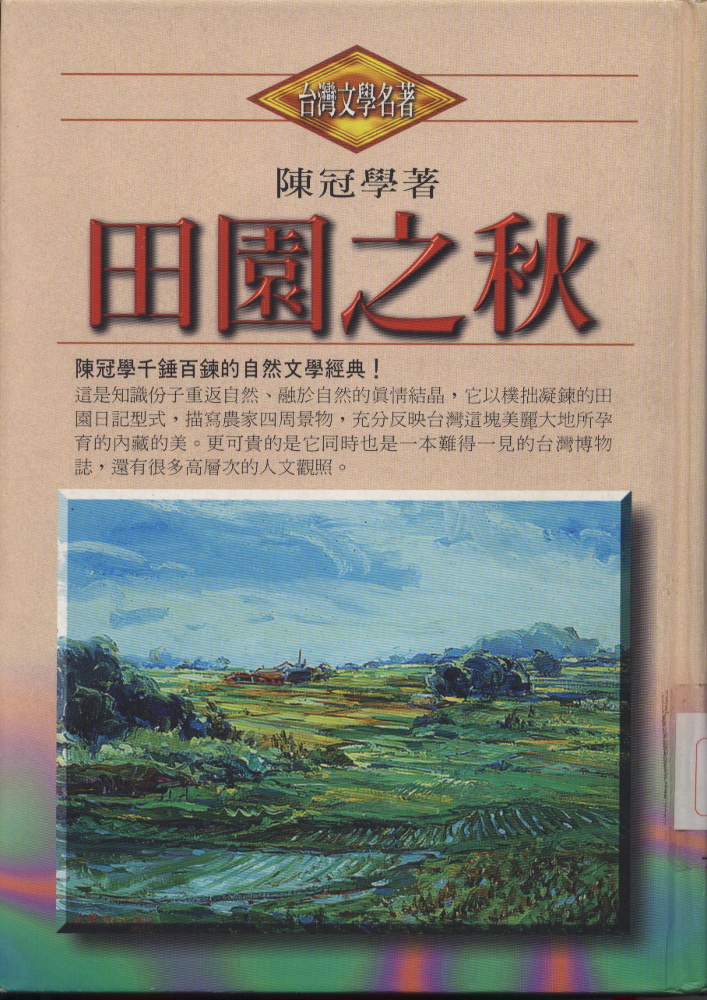 台灣文學名著
陳冠學著
田園之秋
陳冠學千錘百鍊的自然文學經典！
這是知識份子重返自然、融於自然的眞情結晶，它以樸拙凝鍊的田
園日記型式，描寫農家四周景物，充分反映台灣這塊美麗大地所孕
育的內藏的美。更可貴的是它同時也是一本難得一見的台灣博物
誌，還有很多高層次的人文觀照。